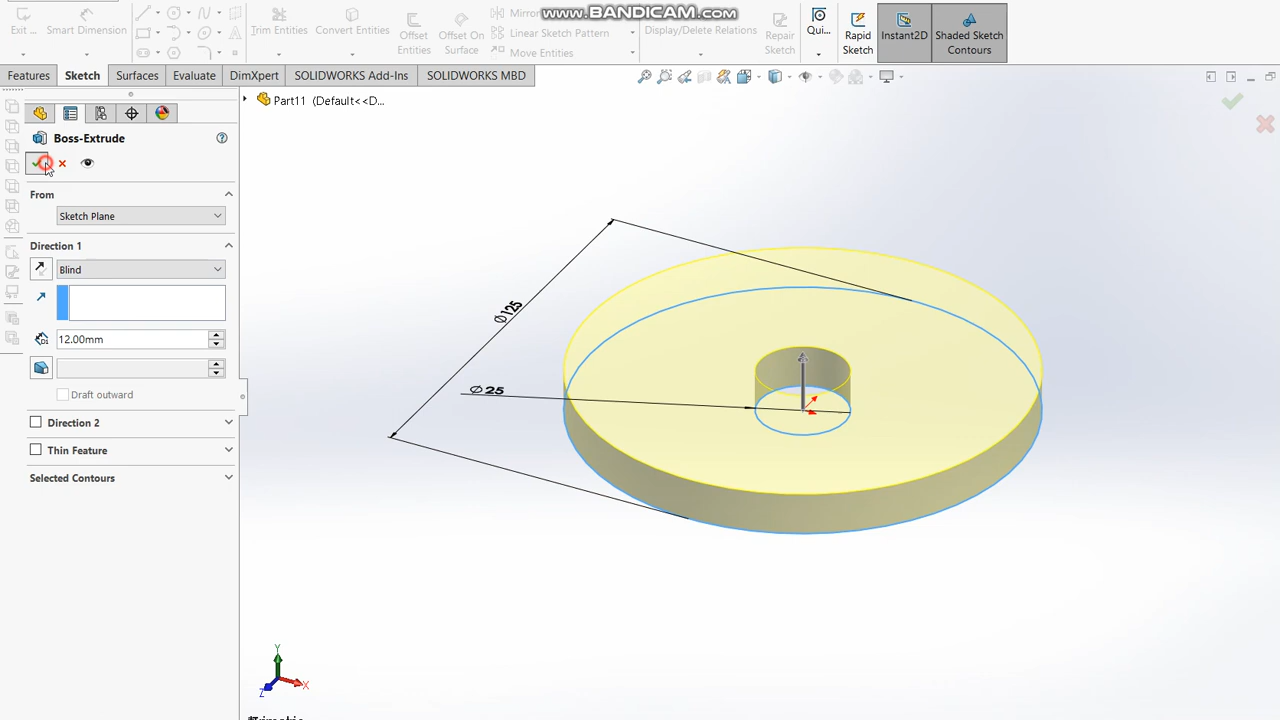 www.BANDICAM.com
Exit ...
Smart Dimension
Trim Entities
Convert Entities
Offset Entities
Offset On Surface
Mirror
Linear Sketch Pattern
Move Entities
Display/Delete Relations
Repair Sketch
Qui...
Rapid Sketch
Instant2D
Shaded Sketch Contours
Features
Sketch
Surfaces
Evaluate
DimXpert
SOLIDWORKS Add-Ins
SOLIDWORKS MBD
Part11 (Default<<D...
Boss-Extrude
From
Sketch Plane
Direction 1
Blind
12.00mm
Draft outward
Direction 2
Thin Feature
Selected Contours
Ø125
Ø25
Y
X
Z